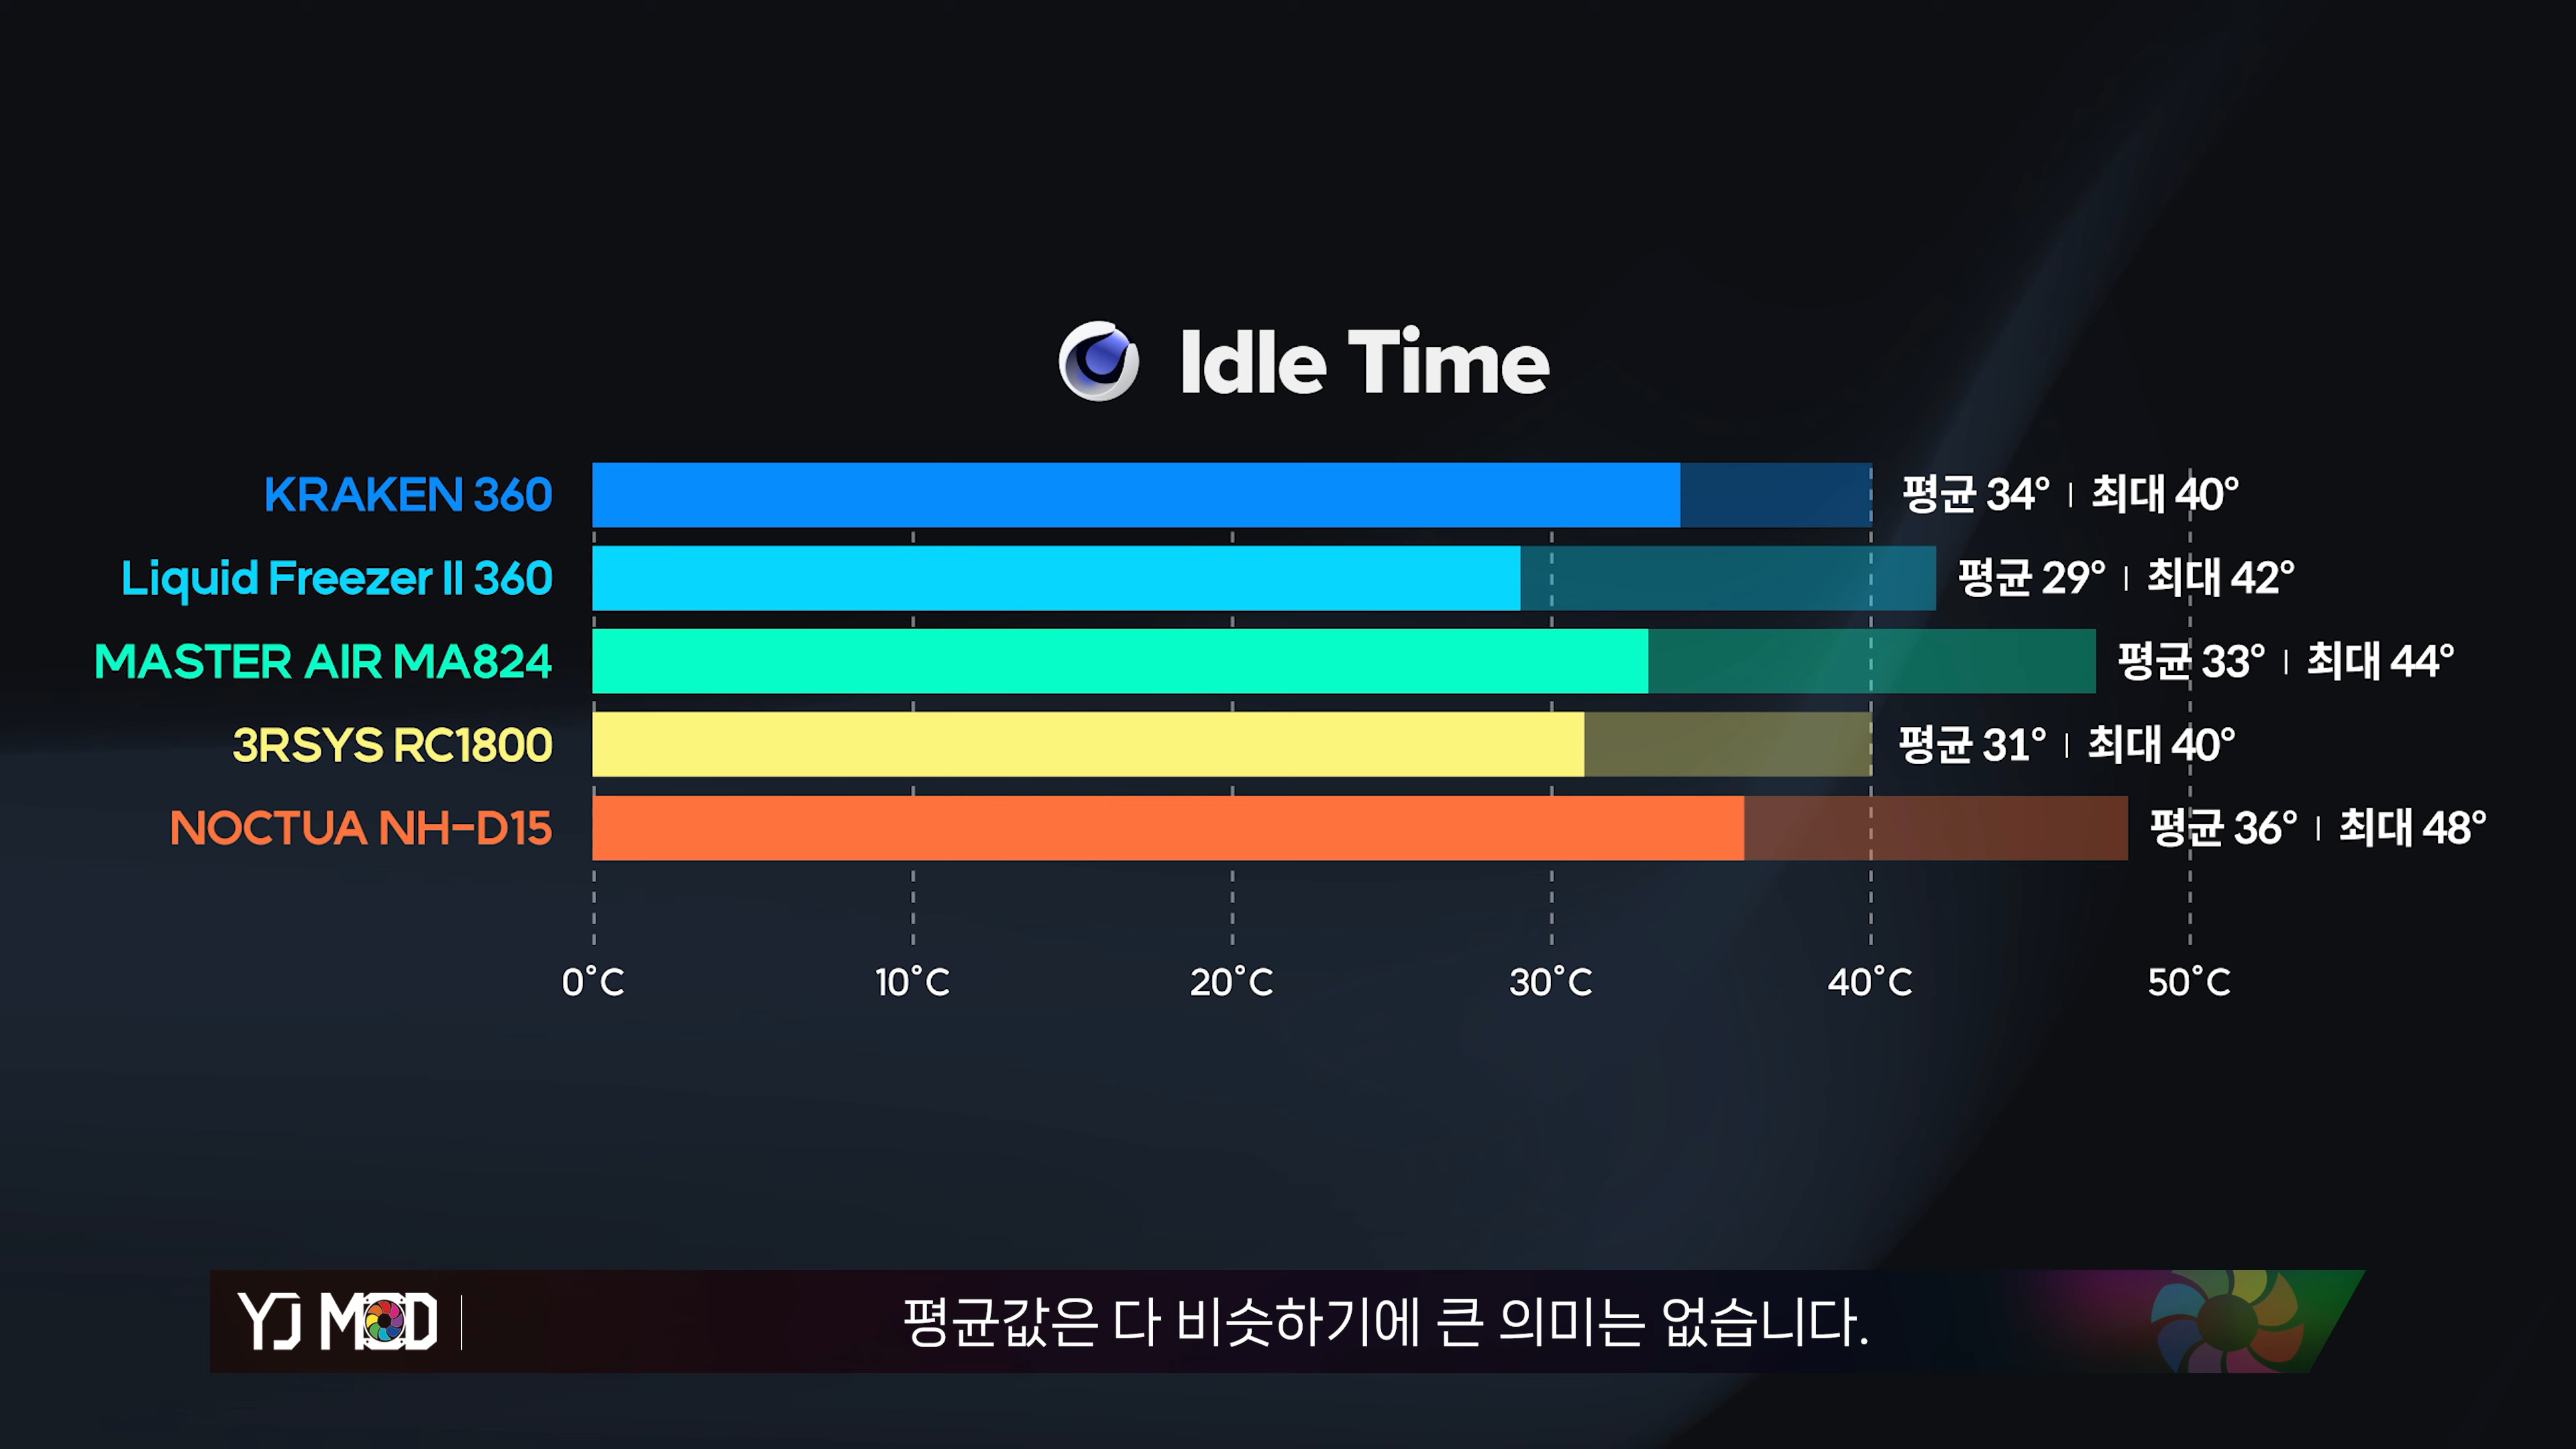 Idle Time
KRAKEN 360 평균 34° | 최대 40°
Liquid Freezer II 360 평균 29° | 최대 42°
MASTER AIR MA824 평균 33° | 최대 44°
3RSYS RC1800 평균 31° | 최대 40°
NOCTUA NH-D15 평균 36° | 최대 48°
0°C 10°C 20°C 30°C 40°C 50°C
YJ MOD | 평균값은 다 비슷하기에 큰 의미는 없습니다.